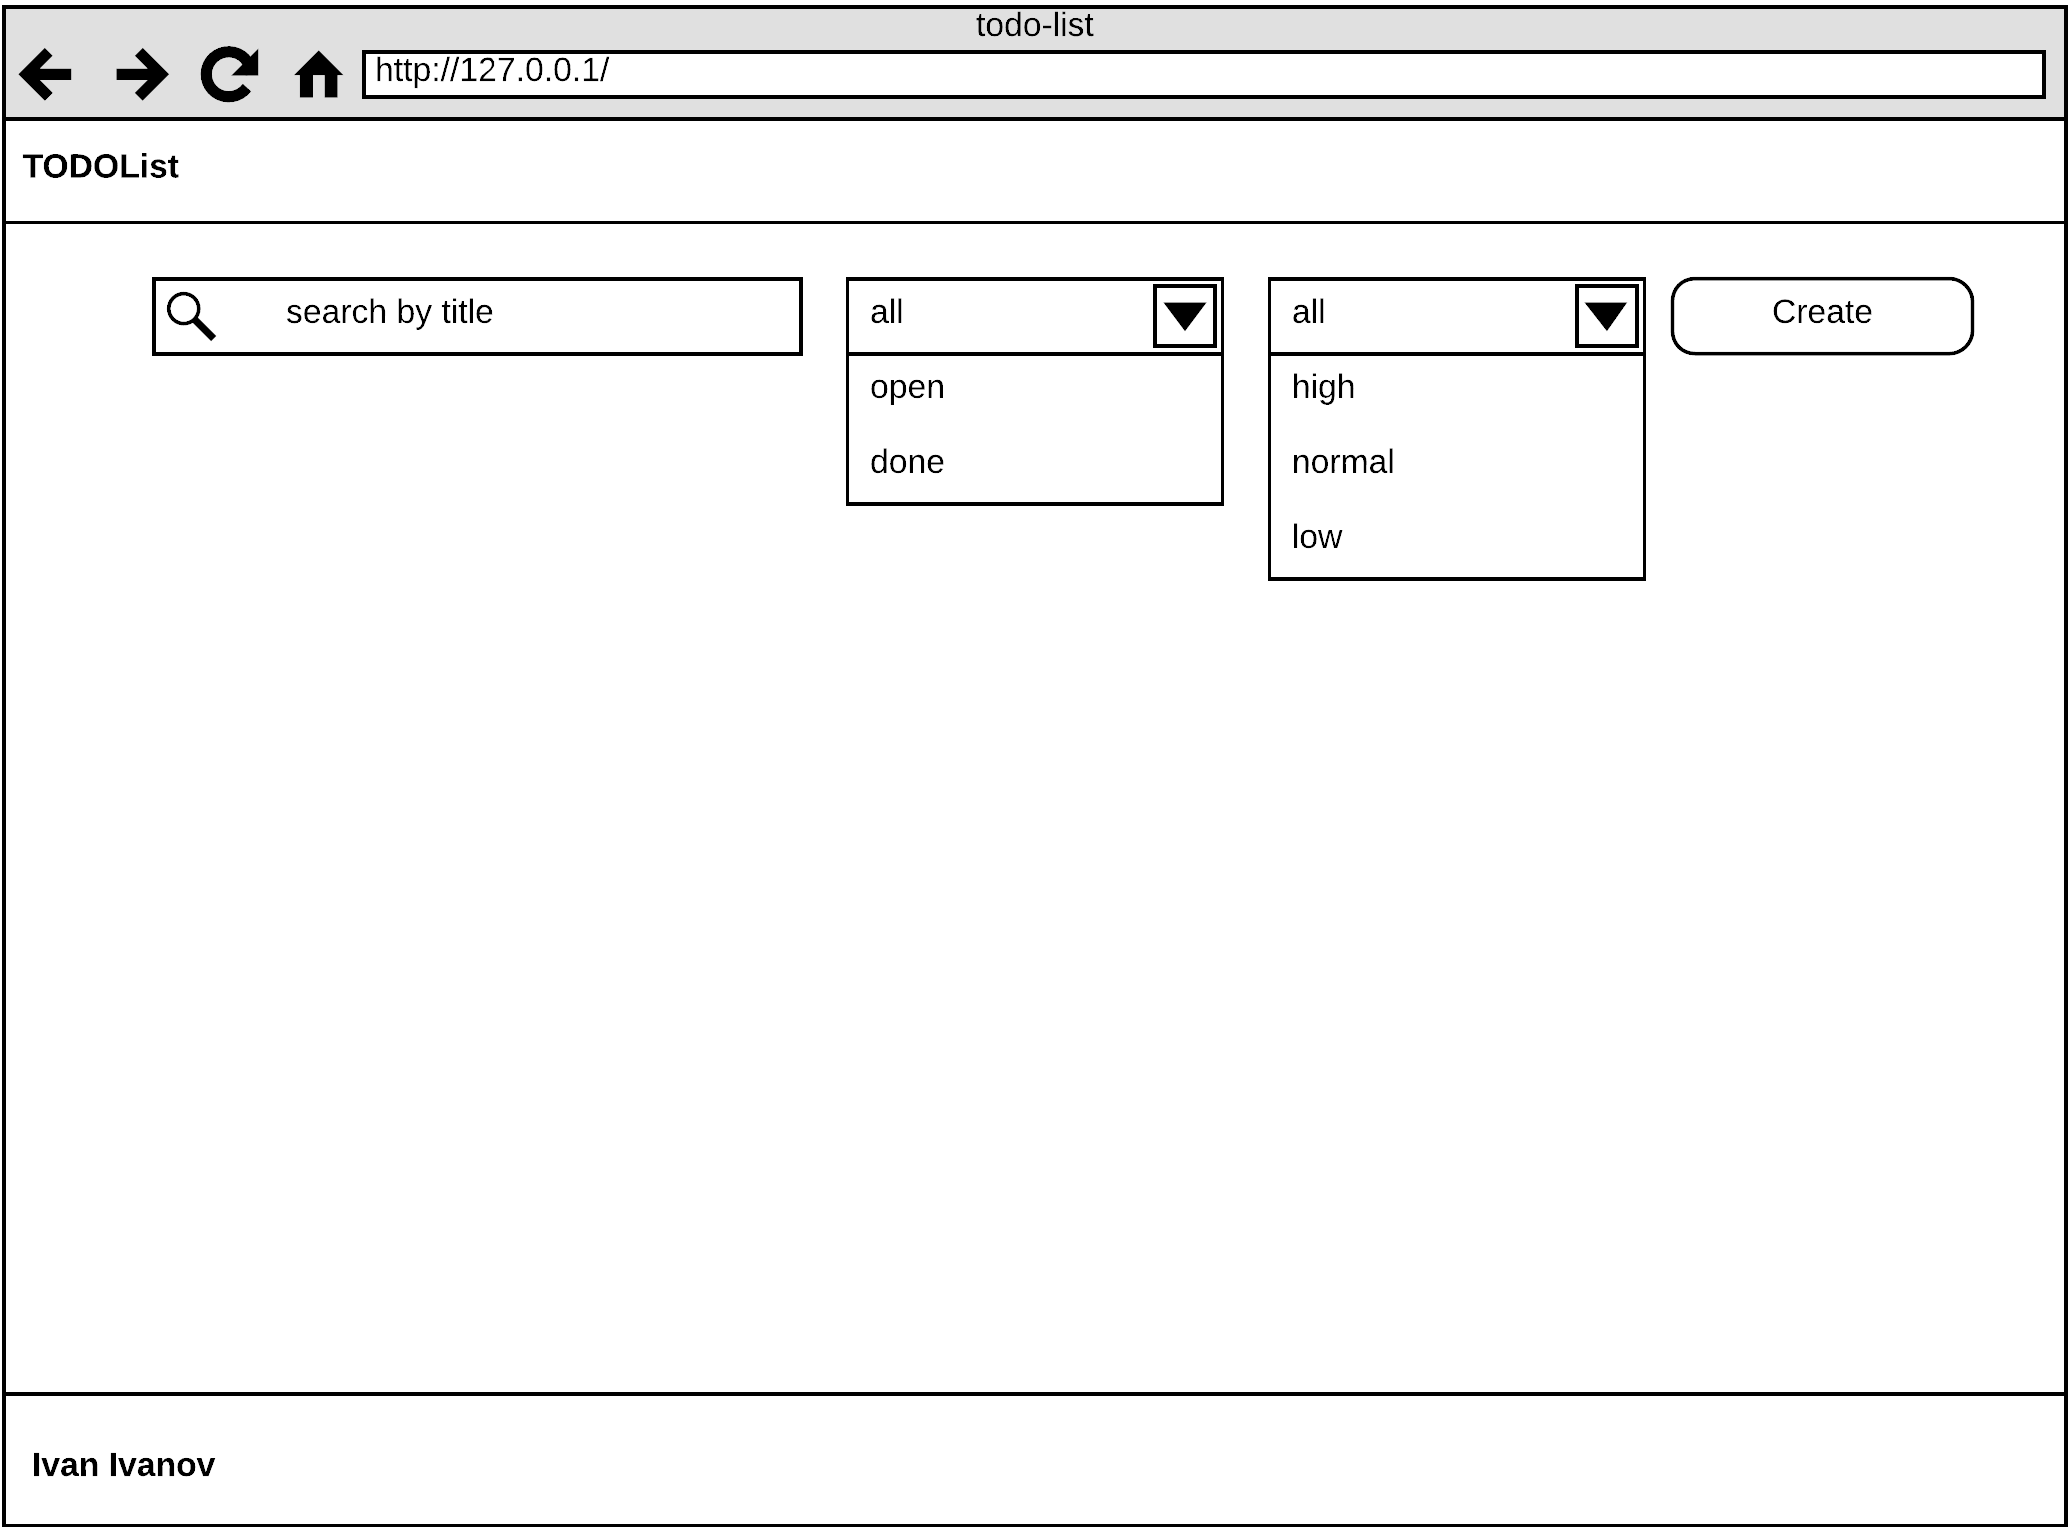 todo-list
http://127.0.0.1/
TODOList
search by title
all
open
done
all
high
normal
low
Create
Ivan Ivanov